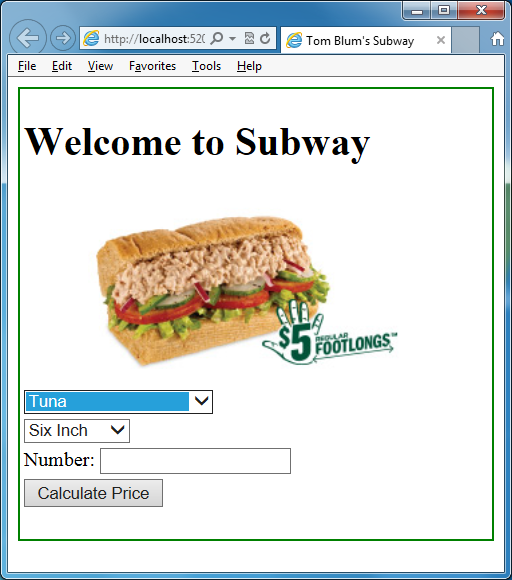 http://localhost:520
Tom Blum's Subway
File Edit View Favorites Tools Help
Welcome to Subway
$5 REGULAR
FOOTLONGS™
Tuna
Six Inch
Number:
Calculate Price